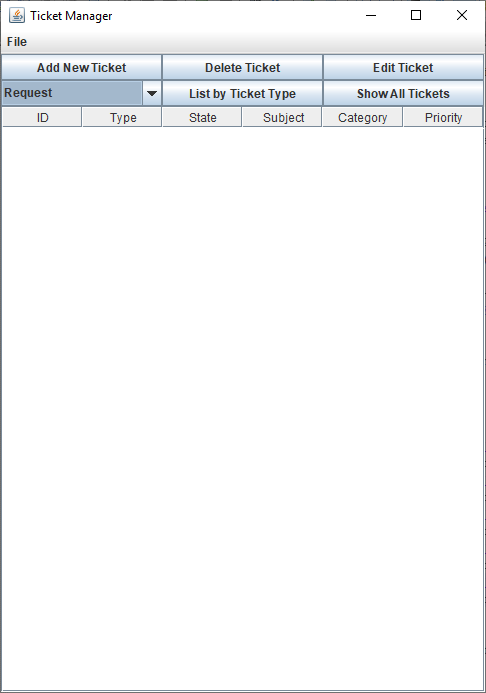 Ticket Manager
File
Add New Ticket Delete Ticket Edit Ticket
Request List by Ticket Type Show All Tickets
ID Type State Subject Category Priority